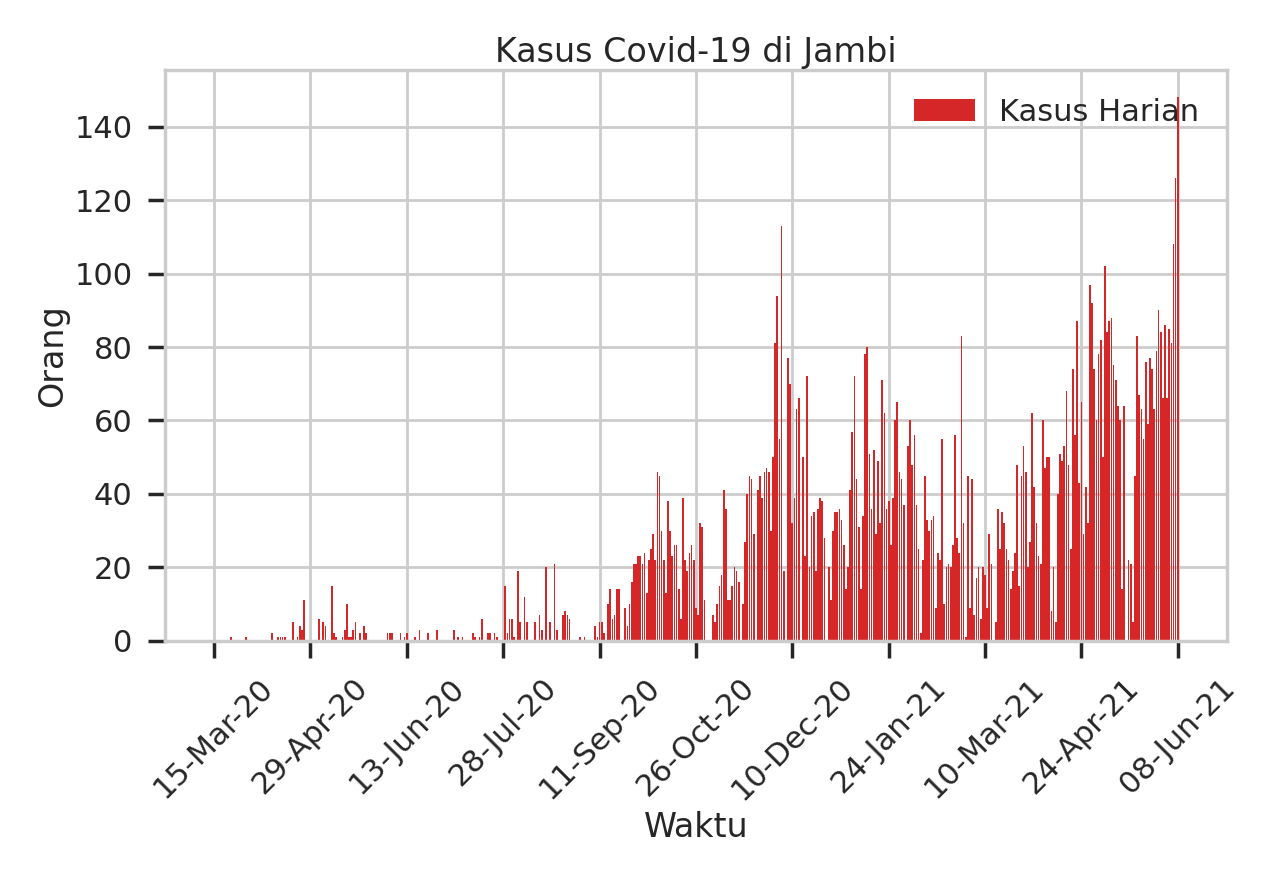 Kasus Covid-19 di Jambi
Kasus Harian
Orang
140
120
100
80
60
40
20
0
15-Mar-20
29-Apr-20
13-Jun-20
28-Jul-20
11-Sep-20
26-Oct-20
10-Dec-20
24-Jan-21
10-Mar-21
24-Apr-21
08-Jun-21
Waktu